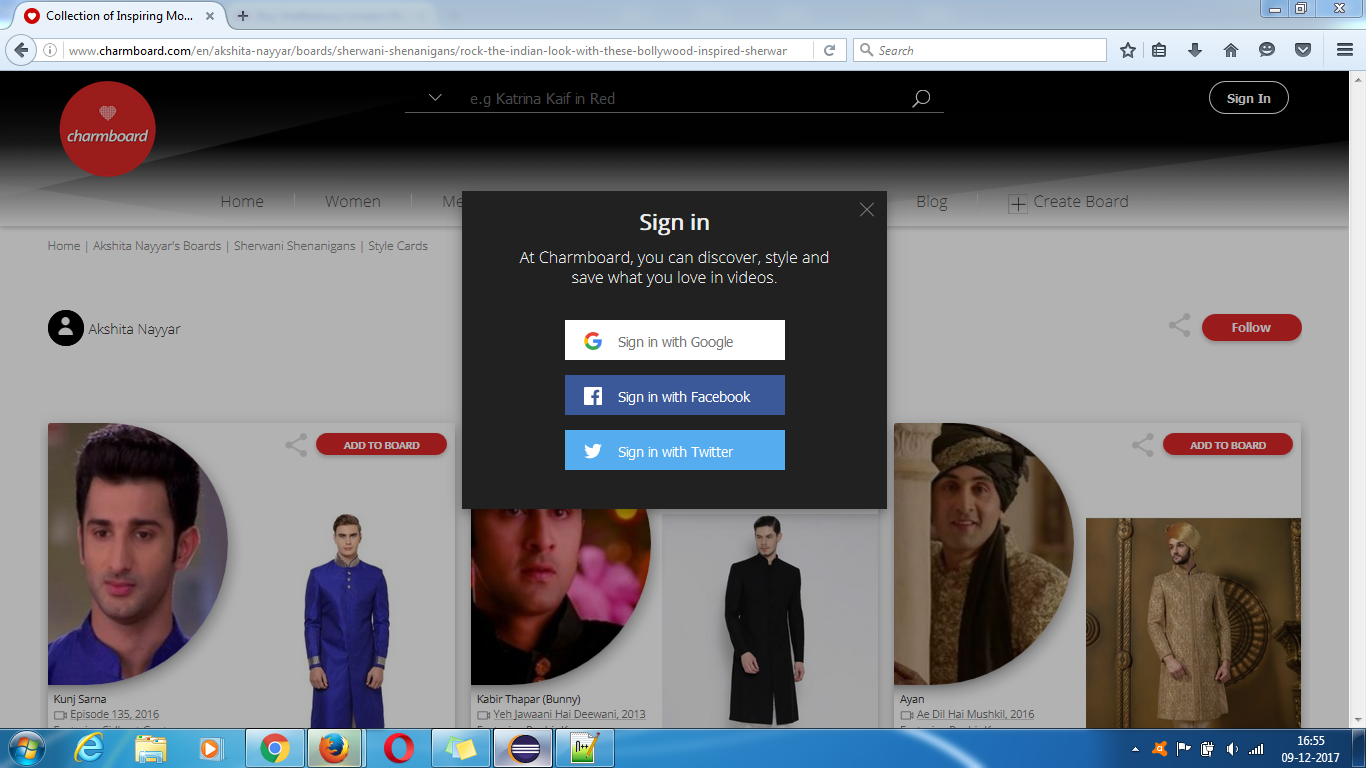 Collection of Inspiring Mo...
www.charmboard.com/en/akshita-nayyar/boards/sherwani-shenanigans/rock-the-indian-look-with-these-bollywood-inspired-sherwar
Search
charmboard
e.g Katrina Kaif in Red
Sign In
Home
Women
Me
Blog
Create Board
Home | Akshita Nayyar's Boards | Sherwani Shenanigans | Style Cards
Akshita Nayyar
Follow
Sign in
At Charmboard, you can discover, style and
save what you love in videos.
Sign in with Google
Sign in with Facebook
Sign in with Twitter
ADD TO BOARD
ADD TO BOARD
Kunj Sarna
Episode 135, 2016
Kabir Thapar (Bunny)
Yeh Jawaani Hai Deewani, 2013
Ayan
Ae Dil Hai Mushkil, 2016
16:55
09-12-2017